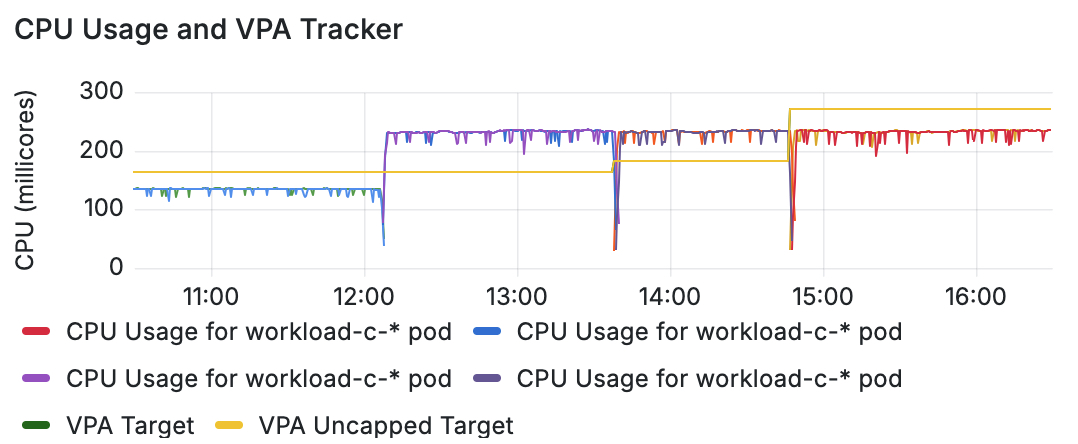 CPU Usage and VPA Tracker
CPU (millicores)
300
200
100
0
11:00 12:00 13:00 14:00 15:00 16:00
CPU Usage for workload-c-* pod CPU Usage for workload-c-* pod
CPU Usage for workload-c-* pod CPU Usage for workload-c-* pod
VPA Target VPA Uncapped Target